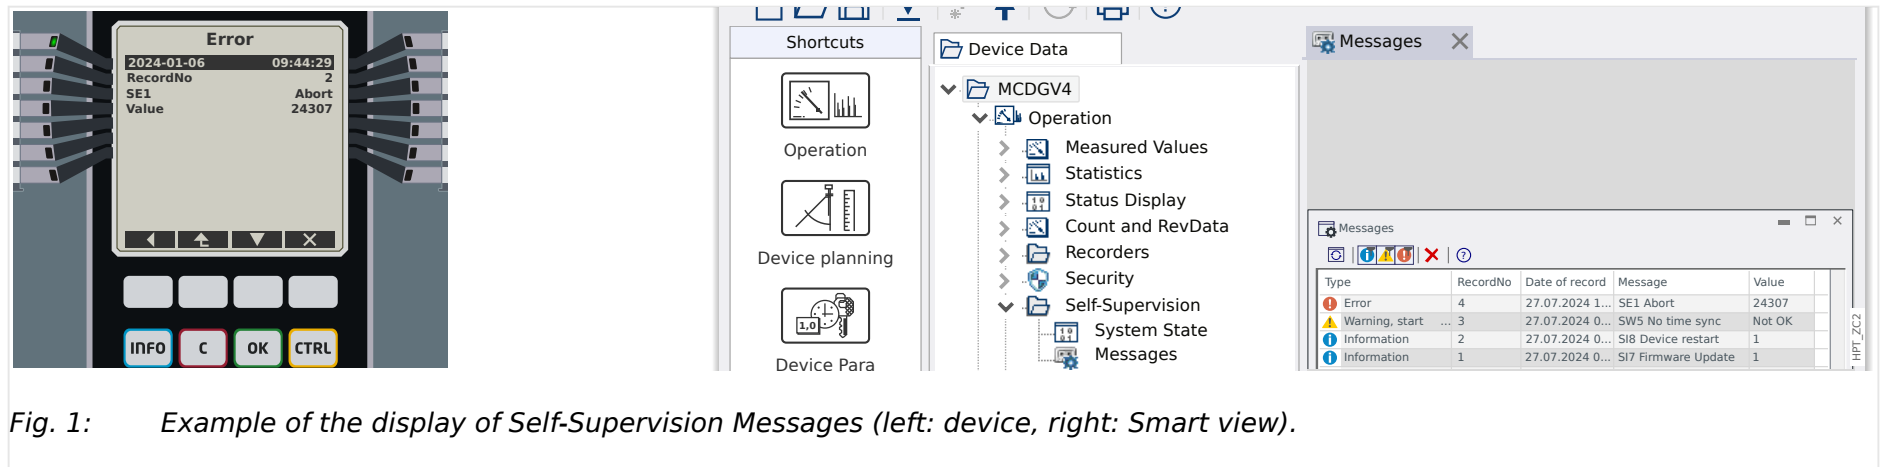 Error
2024-01-06 09:44:29
RecordNo 2
SE1 Abort
Value 24307
INFO C OK CTRL
Shortcuts
Operation
Device planning
1,0
Device Para
Device Data
MCDGV4
Operation
Measured Values
Statistics
Status Display
Count and RevData
Recorders
Security
Self-Supervision
System State
Messages
Messages
Messages
Type RecordNo Date of record Message Value
Error 4 27.07.2024 1... SE1 Abort 24307
Warning, start ... 3 27.07.2024 0... SW5 No time sync Not OK
Information 2 27.07.2024 0... SI8 Device restart 1
Information 1 27.07.2024 0... SI7 Firmware Update 1
HPT_ZC2
Fig. 1: Example of the display of Self-Supervision Messages (left: device, right: Smart view).